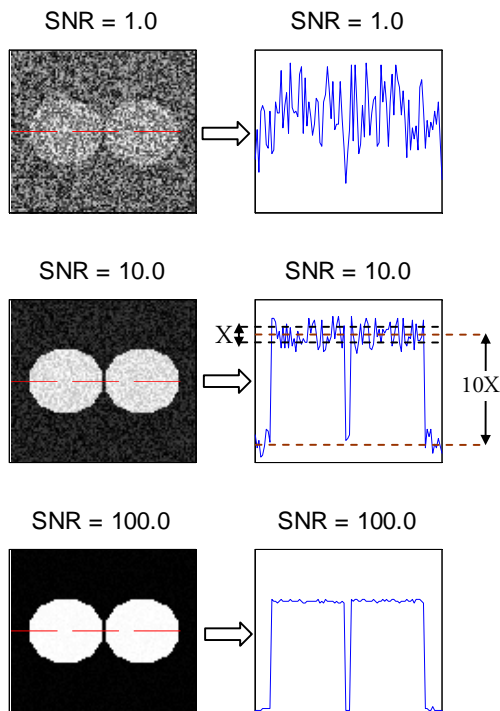 SNR = 1.0
SNR = 1.0
SNR = 10.0
SNR = 10.0
X
10X
SNR = 100.0
SNR = 100.0